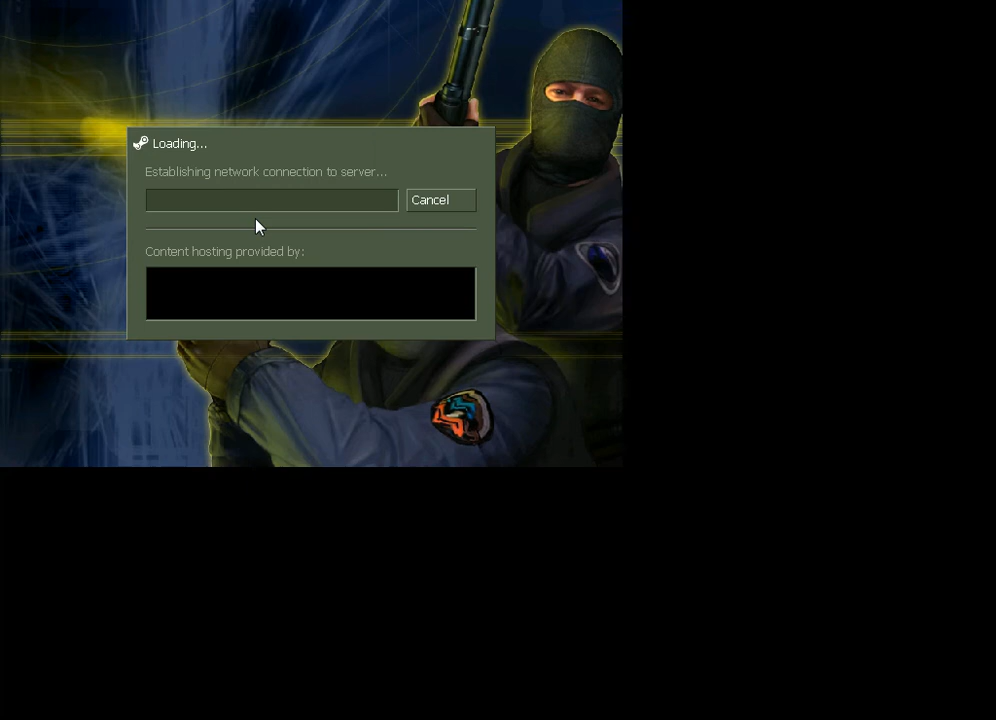 Loading...
Establishing network connection to server...
Cancel
Content hosting provided by: